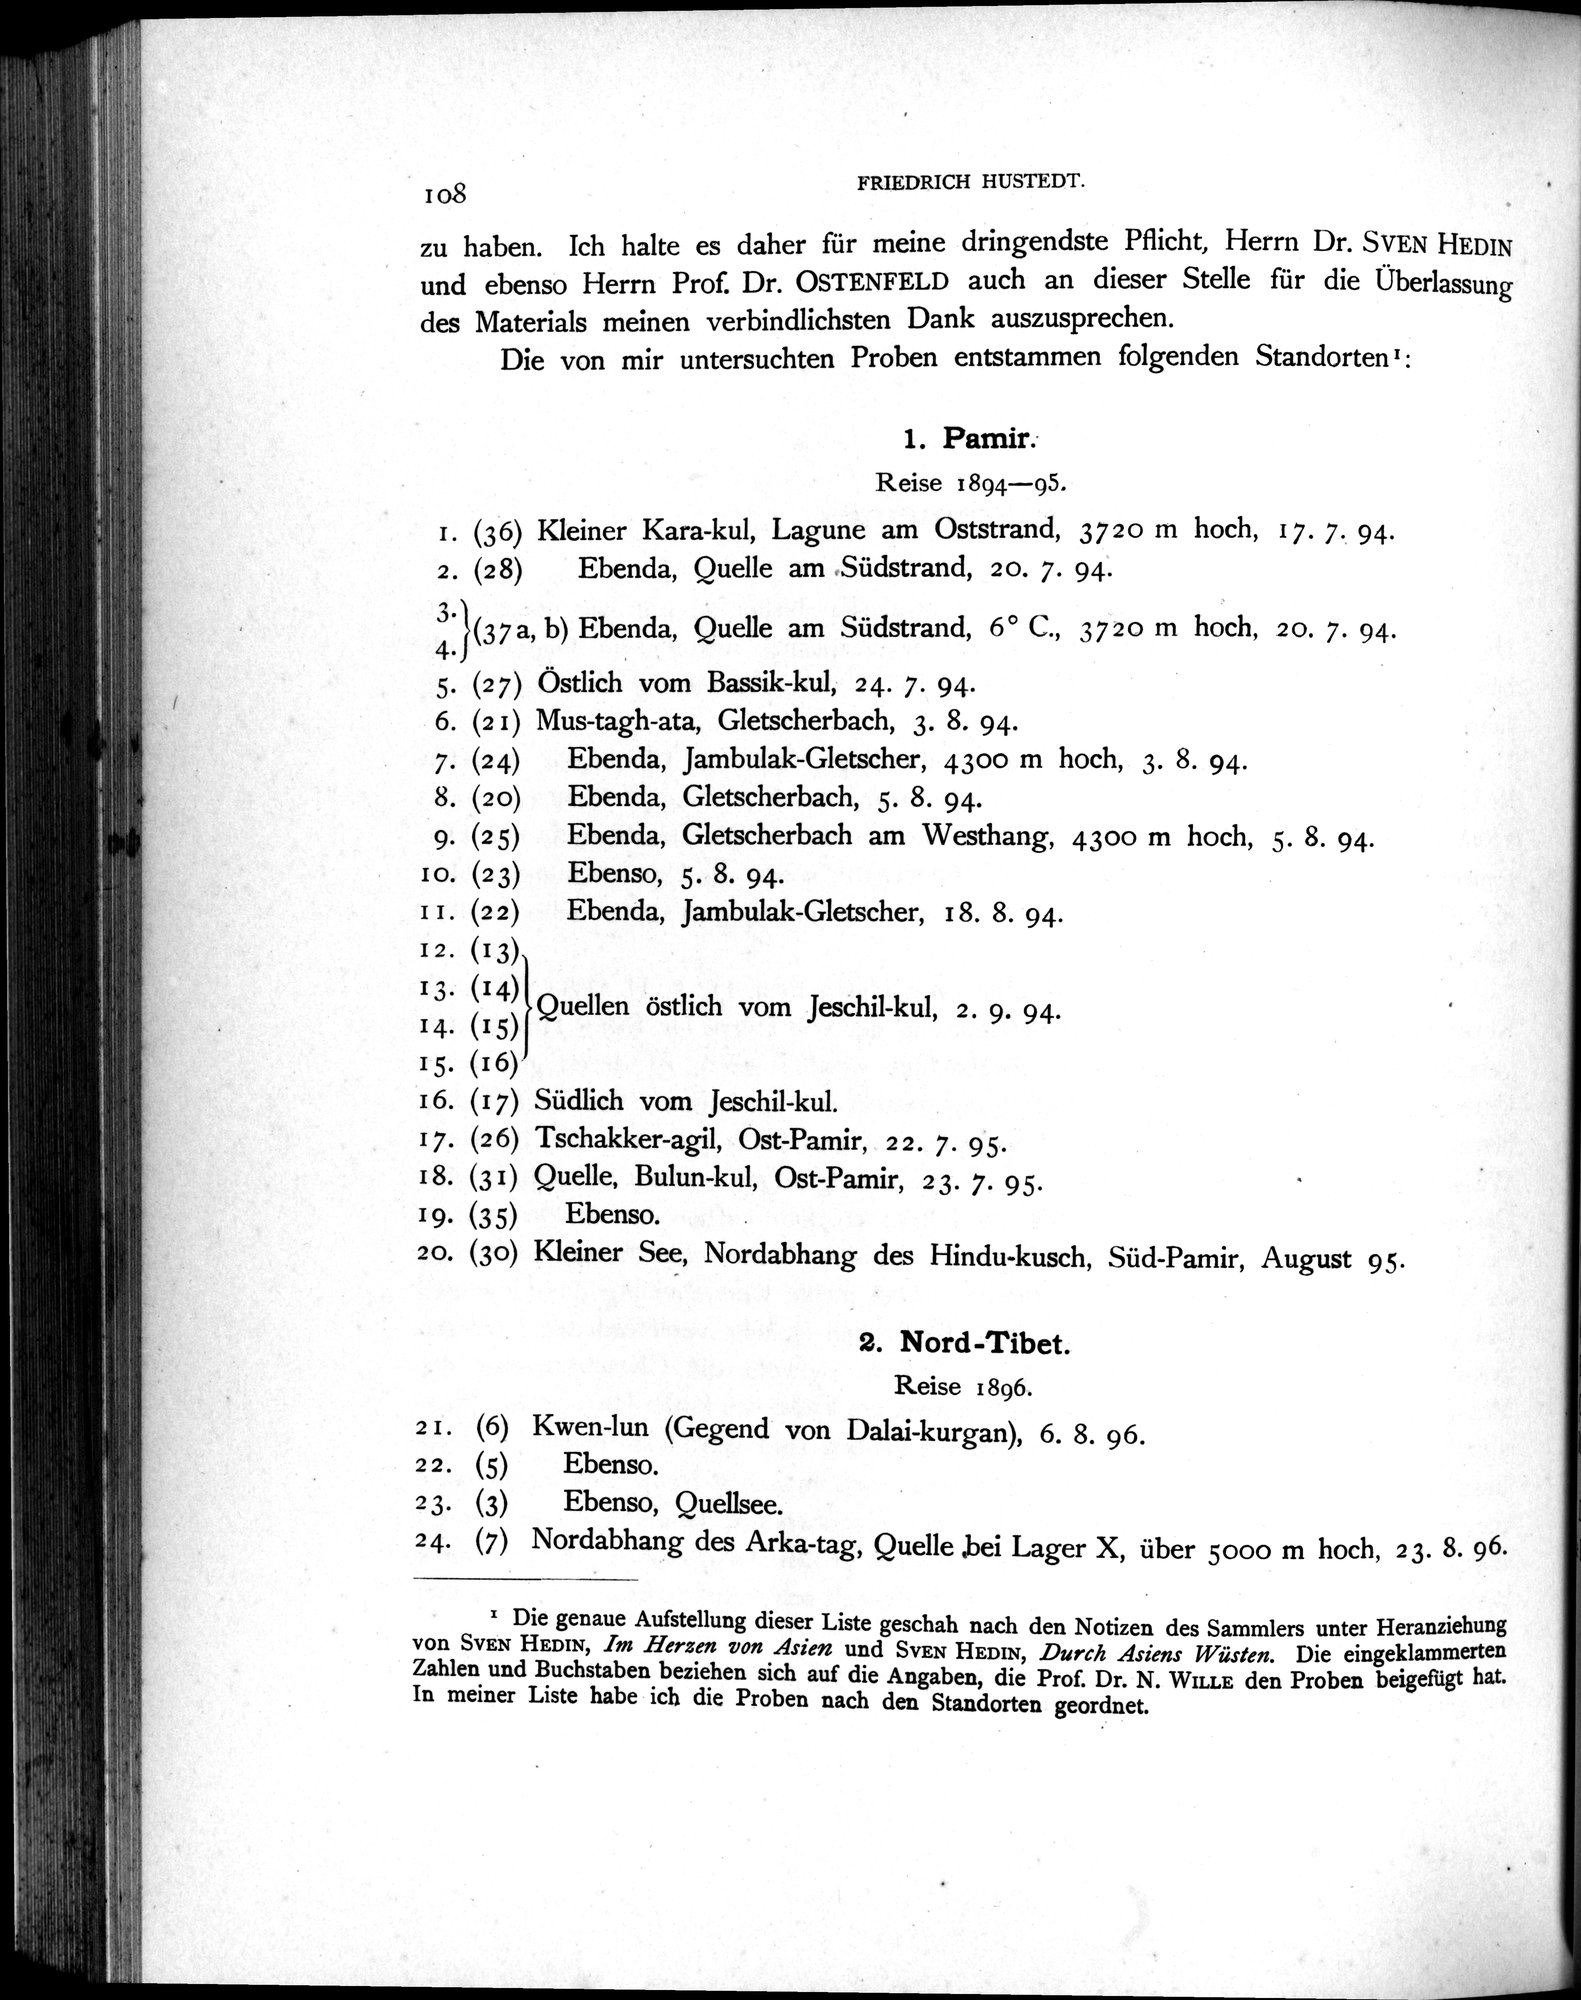 108
FRIEDRICH HUSTEDT.
zu haben. Ich halte es daher für meine dringendste Pflicht, Herrn Dr. SVEN HEDIN
und ebenso Herrn Prof. Dr. OSTENFELD auch an dieser Stelle für die Überlassung
des Materials meinen verbindlichsten Dank auszusprechen.
Die von mir untersuchten Proben entstammen folgenden Standorten¹:
1. Pamir.
Reise 1894—95.
1. (36) Kleiner Kara-kul, Lagune am Oststrand, 3720 m hoch, 17. 7. 94.
2. (28) Ebenda, Quelle am Südstrand, 20. 7. 94.
3.
4. } (37 a, b) Ebenda, Quelle am Südstrand, 6° C., 3720 m hoch, 20. 7. 94.
5. (27) Östlich vom Bassik-kul, 24. 7. 94.
6. (21) Mus-tagh-ata, Gletscherbach, 3. 8. 94.
7. (24) Ebenda, Jambulak-Gletscher, 4300 m hoch, 3. 8. 94.
8. (20) Ebenda, Gletscherbach, 5. 8. 94.
9. (25) Ebenda, Gletscherbach am Westhang, 4300 m hoch, 5. 8. 94.
10. (23) Ebenso, 5. 8. 94.
11. (22) Ebenda, Jambulak-Gletscher, 18. 8. 94.
12. (13)
13. (14)
14. (15)
15. (16) } Quellen östlich vom Jeschil-kul, 2. 9. 94.
16. (17) Südlich vom Jeschil-kul.
17. (26) Tschakker-agil, Ost-Pamir, 22. 7. 95.
18. (31) Quelle, Bulun-kul, Ost-Pamir, 23. 7. 95.
19. (35) Ebenso.
20. (30) Kleiner See, Nordabhang des Hindu-kusch, Süd-Pamir, August 95.
2. Nord-Tibet.
Reise 1896.
21. (6) Kwen-lun (Gegend von Dalai-kurgan), 6. 8. 96.
22. (5) Ebenso.
23. (3) Ebenso, Quellsee.
24. (7) Nordabhang des Arka-tag, Quelle bei Lager X, über 5000 m hoch, 23. 8. 96.
¹ Die genaue Aufstellung dieser Liste geschah nach den Notizen des Sammlers unter Heranziehung
von SVEN HEDIN, Im Herzen von Asien und SVEN HEDIN, Durch Asiens Wüsten. Die eingeklammerten
Zahlen und Buchstaben beziehen sich auf die Angaben, die Prof. Dr. N. WILLE den Proben beigefügt hat.
In meiner Liste habe ich die Proben nach den Standorten geordnet.